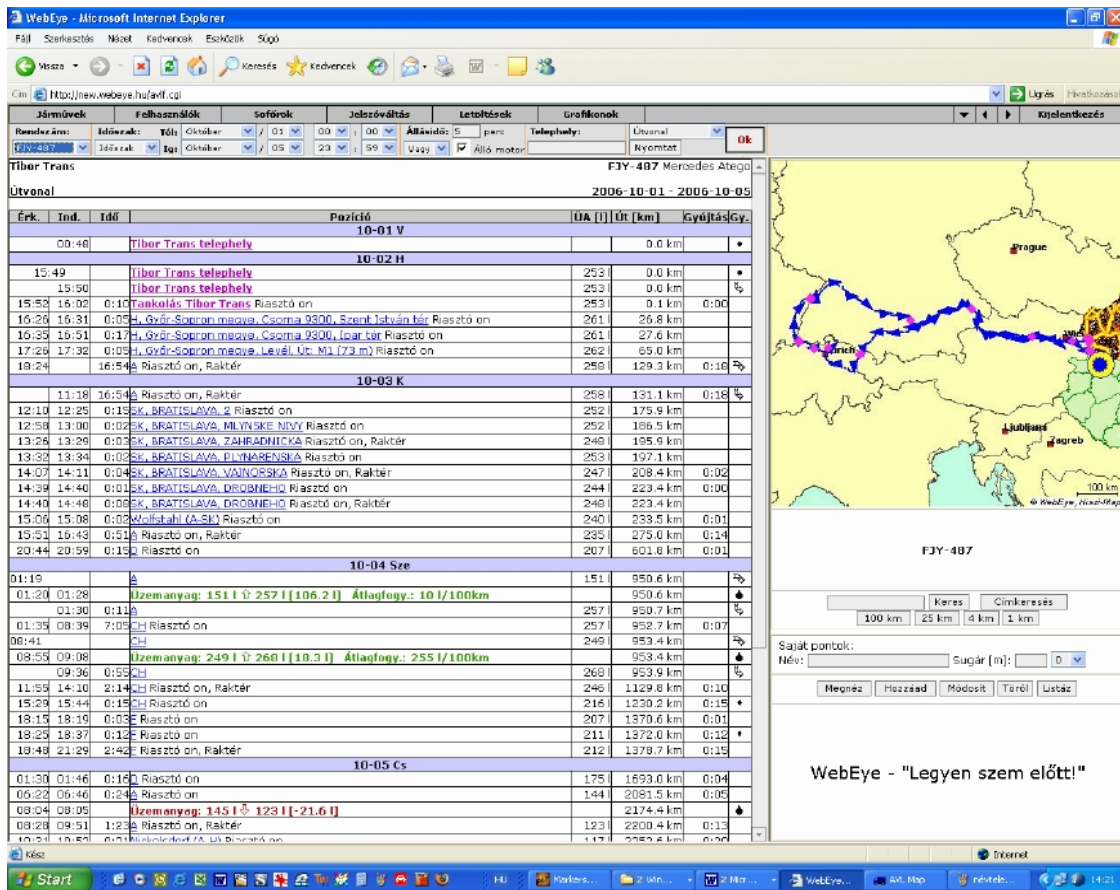 WebEye - Microsoft Internet Explorer
Fájl Szerkesztés Nézet Kedvencek Eszközök Súgó
Vissza Keresés Kedvencek
Cím http://new.webeye.hu/avlf.cgi Ugrás Hivatkozások
Járművek Felhasználók Sofőrök Jelszóváltás Letöltések Grafikonok Kijelentkezés
Rendszám: Időszak: Tól: Október / 01 00 : 00 Állásidő: 5 perc Telephely: Útvonal Ok
FJY-487 Időszak Ig: Október / 05 23 : 59 Vagy Álló motor Nyomtat
Tibor Trans FJY-487 Mercedes Atego
Útvonal 2006-10-01 - 2006-10-05
Érk. Ind. Idő Pozíció ÜA [l] Út [km] Gyújtás Gy.
10-01 V
00:48 Tibor Trans telephely 0.0 km
10-02 H
15:49 Tibor Trans telephely 253 l 0.0 km
15:50 Tibor Trans telephely 253 l 0.0 km
15:52 16:02 0:10 Tankolás Tibor Trans Riasztó on 253 l 0.1 km 0:00
16:26 16:31 0:05 H, Győr-Sopron megye, Csorna 9300, Szent István tér Riasztó on 261 l 26.8 km
16:35 16:51 0:17 H, Győr-Sopron megye, Csorna 9300, Ipar tér Riasztó on 261 l 27.6 km
17:26 17:32 0:05 H, Győr-Sopron megye, Levél, Út: M1 (73 m) Riasztó on 262 l 65.0 km
18:24 16:54 A Riasztó on, Raktér 258 l 129.3 km 0:18
10-03 K
11:18 16:54 A Riasztó on, Raktér 258 l 131.1 km 0:18
12:10 12:25 0:15 SK, BRATISLAVA, 2 Riasztó on 252 l 175.9 km
12:58 13:00 0:02 SK, BRATISLAVA, MLYNSKE NIVY Riasztó on 252 l 186.5 km
13:26 13:29 0:03 SK, BRATISLAVA, ZAHRADNICKA Riasztó on, Raktér 248 l 195.9 km
13:32 13:34 0:02 SK, BRATISLAVA, PLYNARENSKA Riasztó on 253 l 197.1 km
14:07 14:11 0:04 SK, BRATISLAVA, VAJNORSKA Riasztó on, Raktér 247 l 208.4 km 0:02
14:39 14:40 0:01 SK, BRATISLAVA, DROBNEHO Riasztó on 244 l 223.4 km 0:00
14:40 14:48 0:08 SK, BRATISLAVA, DROBNEHO Riasztó on, Raktér 248 l 223.4 km
15:06 15:08 0:02 Wolfstahl (A-SK) Riasztó on 240 l 233.5 km 0:01
15:51 16:43 0:51 A Riasztó on, Raktér 235 l 275.0 km 0:14
20:44 20:59 0:15 D Riasztó on 207 l 601.8 km 0:01
10-04 Sze
01:19 A 151 l 950.6 km
01:20 01:28 Üzemanyag: 151 l ⇧ 257 l [106.2 l] Átlagfogy.: 10 l/100km 950.6 km
01:30 0:11 A 257 l 950.7 km
01:35 08:39 7:05 CH Riasztó on 257 l 952.7 km 0:07
08:41 CH 249 l 953.4 km
08:55 09:08 Üzemanyag: 249 l ⇧ 268 l [18.3 l] Átlagfogy.: 255 l/100km 953.4 km
09:36 0:55 CH 268 l 953.9 km
11:55 14:10 2:14 CH Riasztó on, Raktér 246 l 1129.8 km 0:10
15:29 15:44 0:15 CH Riasztó on 216 l 1230.2 km 0:15
18:15 18:19 0:03 F Riasztó on 207 l 1370.6 km 0:01
18:25 18:37 0:12 F Riasztó on 211 l 1372.0 km 0:12
18:48 21:29 2:42 F Riasztó on, Raktér 212 l 1378.7 km 0:15
10-05 Cs
01:30 01:46 0:16 D Riasztó on 175 l 1693.0 km 0:04
06:22 06:46 0:24 A Riasztó on 144 l 2081.5 km 0:05
08:04 08:05 Üzemanyag: 145 l ⇩ 123 l [-21.6 l] 2174.4 km
08:28 09:51 1:23 A Riasztó on, Raktér 123 l 2200.4 km 0:13
Prague
Zürich
Ljubljana
Zagreb
100 km
© WebEye, Hiszi-Map
FJY-487
Keres Címkeresés
100 km 25 km 4 km 1 km
Saját pontok:
Név: Sugár [m]: 0
Megnéz Hozzáad Módosít Töröl Listáz
WebEye - "Legyen szem előtt!"
Kész Internet
Start HU Markers... 2 Win... 2 Micr... WebEye... AVL Map névtele... 14:21